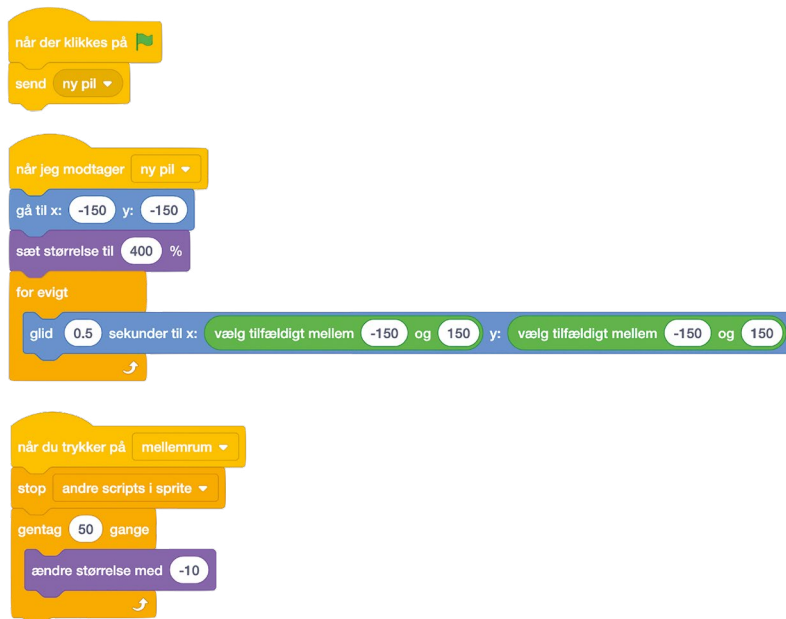 når der klikkes på
send ny pil
når jeg modtager ny pil
gå til x: -150 y: -150
sæt størrelse til 400 %
for evigt
glid 0.5 sekunder til x: vælg tilfældigt mellem -150 og 150 y: vælg tilfældigt mellem -150 og 150
når du trykker på mellemrum
stop andre scripts i sprite
gentag 50 gange
ændre størrelse med -10